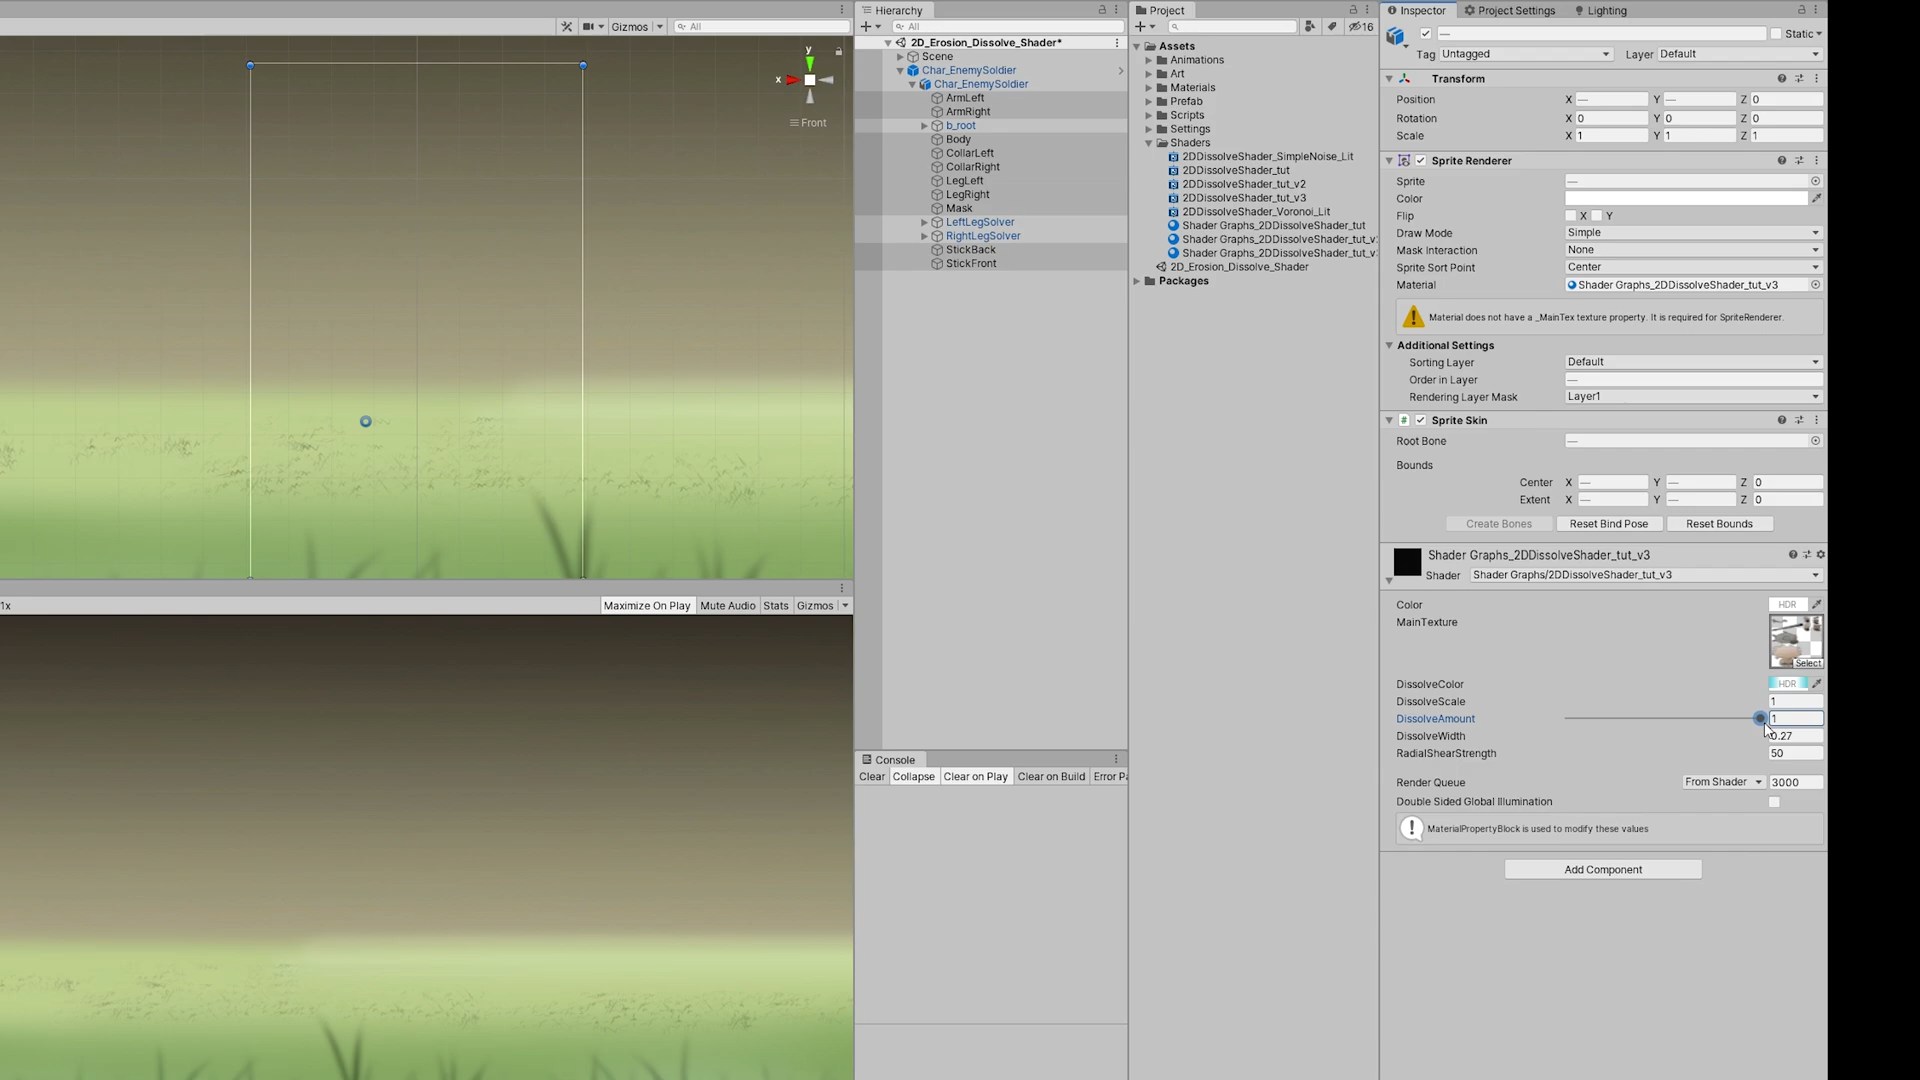 Gizmos
All
y
x
Front
1x
Maximize On Play
Mute Audio
Stats
Gizmos
Hierarchy
All
2D_Erosion_Dissolve_Shader*
Scene
Char_EnemySoldier
Char_EnemySoldier
ArmLeft
ArmRight
b_root
Body
CollarLeft
CollarRight
LegLeft
LegRight
Mask
LeftLegSolver
RightLegSolver
StickBack
StickFront
Console
Clear
Collapse
Clear on Play
Clear on Build
Error Pa
Project
16
Assets
Animations
Art
Materials
Prefab
Scripts
Settings
Shaders
2DDissolveShader_SimpleNoise_Lit
2DDissolveShader_tut
2DDissolveShader_tut_v2
2DDissolveShader_tut_v3
2DDissolveShader_Voronoi_Lit
Shader Graphs_2DDissolveShader_tut
Shader Graphs_2DDissolveShader_tut_v
Shader Graphs_2DDissolveShader_tut_v
2D_Erosion_Dissolve_Shader
Packages
Inspector
Project Settings
Lighting
— Static
Tag Untagged Layer Default
Transform
Position X — Y — Z 0
Rotation X 0 Y 0 Z 0
Scale X 1 Y 1 Z 1
Sprite Renderer
Sprite —
Color
Flip X Y
Draw Mode Simple
Mask Interaction None
Sprite Sort Point Center
Material Shader Graphs_2DDissolveShader_tut_v3
Material does not have a _MainTex texture property. It is required for SpriteRenderer.
Additional Settings
Sorting Layer Default
Order in Layer —
Rendering Layer Mask Layer1
Sprite Skin
Root Bone —
Bounds
Center X — Y — Z 0
Extent X — Y — Z 0
Create Bones Reset Bind Pose Reset Bounds
Shader Graphs_2DDissolveShader_tut_v3
Shader Shader Graphs/2DDissolveShader_tut_v3
Color HDR
MainTexture
Select
DissolveColor HDR
DissolveScale 1
DissolveAmount 1
DissolveWidth 0.27
RadialShearStrength 50
Render Queue From Shader 3000
Double Sided Global Illumination
MaterialPropertyBlock is used to modify these values
Add Component